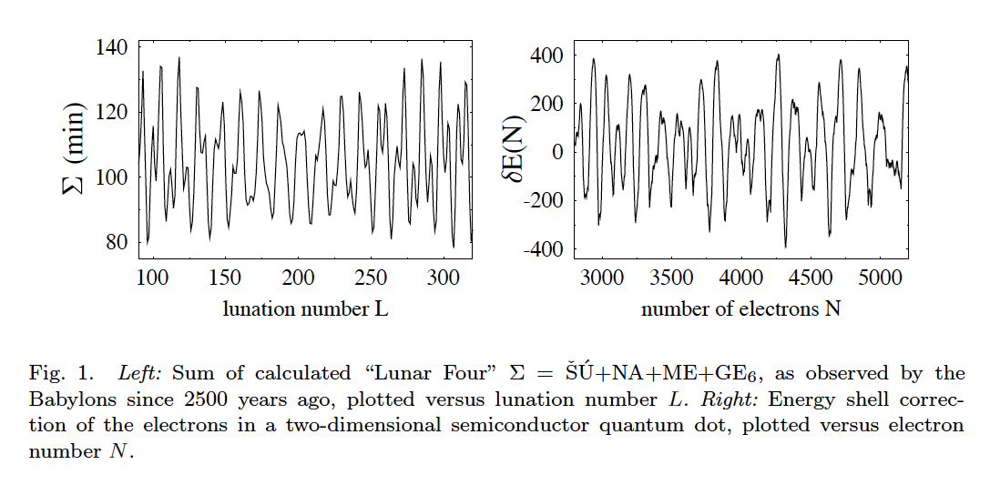 140
120
100
80
Σ (min)
100 150 200 250 300
lunation number L
400
200
0
-200
-400
δE(N)
3000 3500 4000 4500 5000
number of electrons N
Fig. 1. Left: Sum of calculated “Lunar Four” Σ = ŠÚ+NA+ME+GE₆, as observed by the
Babylons since 2500 years ago, plotted versus lunation number L. Right: Energy shell correc-
tion of the electrons in a two-dimensional semiconductor quantum dot, plotted versus electron
number N.